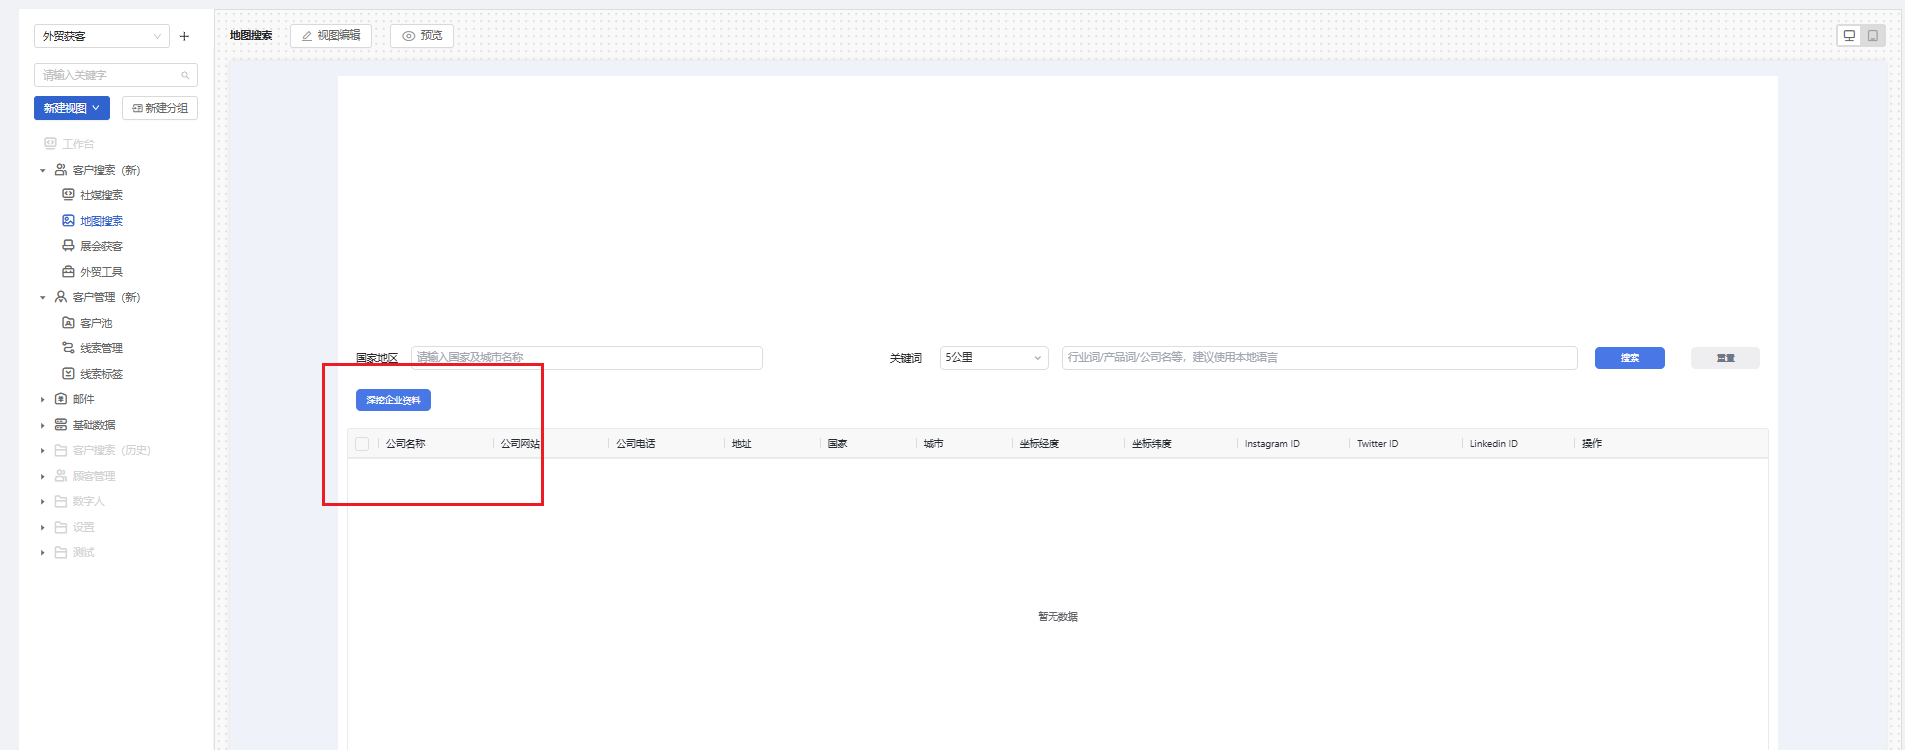 外贸获客
地图搜索
视图编辑
预览
请输入关键字
新建视图
新建分组
工作台
客户搜索（新）
社媒搜索
地图搜索
展会获客
外贸工具
客户管理（新）
客户池
线索管理
线索标签
邮件
基础数据
客户搜索（历史）
顾客管理
数字人
设置
测试
国家地区 请输入国家及城市名称 关键词 5公里 行业词/产品词/公司名等，建议使用本地语言 搜索 重置
深挖企业资料
公司名称 公司网站 公司电话 地址 国家 城市 坐标经度 坐标纬度 Instagram ID Twitter ID Linkedin ID 操作
暂无数据